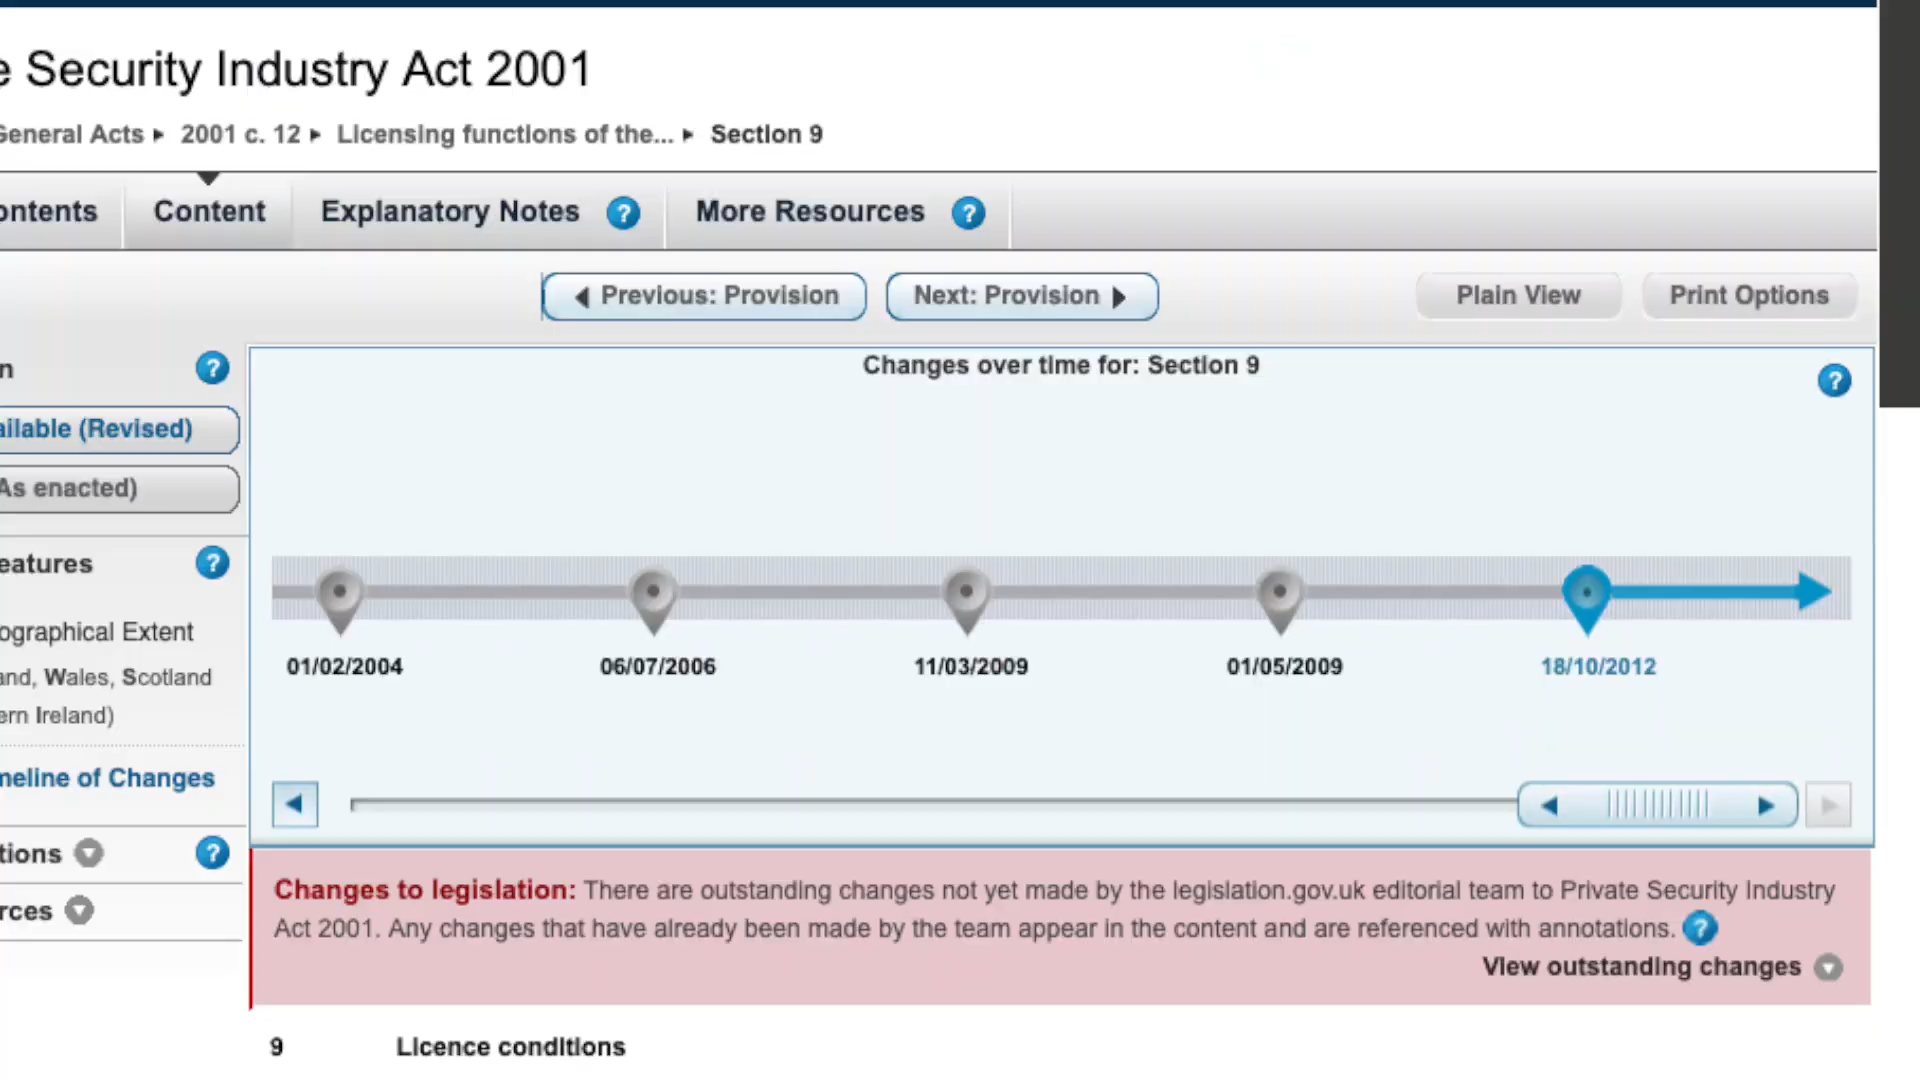 e Security Industry Act 2001
General Acts ▸ 2001 c. 12 ▸ Licensing functions of the... ▸ Section 9
ontents Content Explanatory Notes ? More Resources ?
Previous: Provision Next: Provision Plain View Print Options
n ?
ailable (Revised)
As enacted)
eatures ?
ographical Extent
and, Wales, Scotland
ern Ireland)
meline of Changes
tions ?
rces
Changes over time for: Section 9 ?
01/02/2004 06/07/2006 11/03/2009 01/05/2009 18/10/2012
Changes to legislation: There are outstanding changes not yet made by the legislation.gov.uk editorial team to Private Security Industry
Act 2001. Any changes that have already been made by the team appear in the content and are referenced with annotations. ?
View outstanding changes
9 Licence conditions